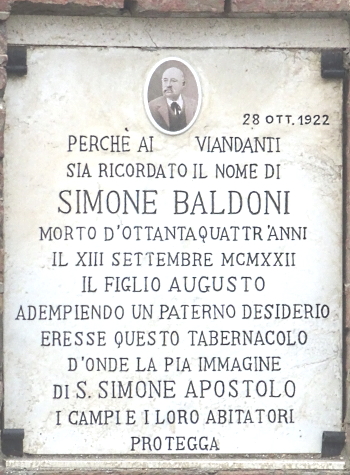 28 OTT. 1922
PERCHÈ AI VIANDANTI
SIA RICORDATO IL NOME DI
SIMONE BALDONI
MORTO D'OTTANTAQUATTR'ANNI
IL XIII SETTEMBRE MCMXXII
IL FIGLIO AUGUSTO
ADEMPIENDO UN PATERNO DESIDERIO
ERESSE QUESTO TABERNACOLO
D'ONDE LA PIA IMMAGINE
DI S. SIMONE APOSTOLO
I CAMPI E I LORO ABITATORI
PROTEGGA